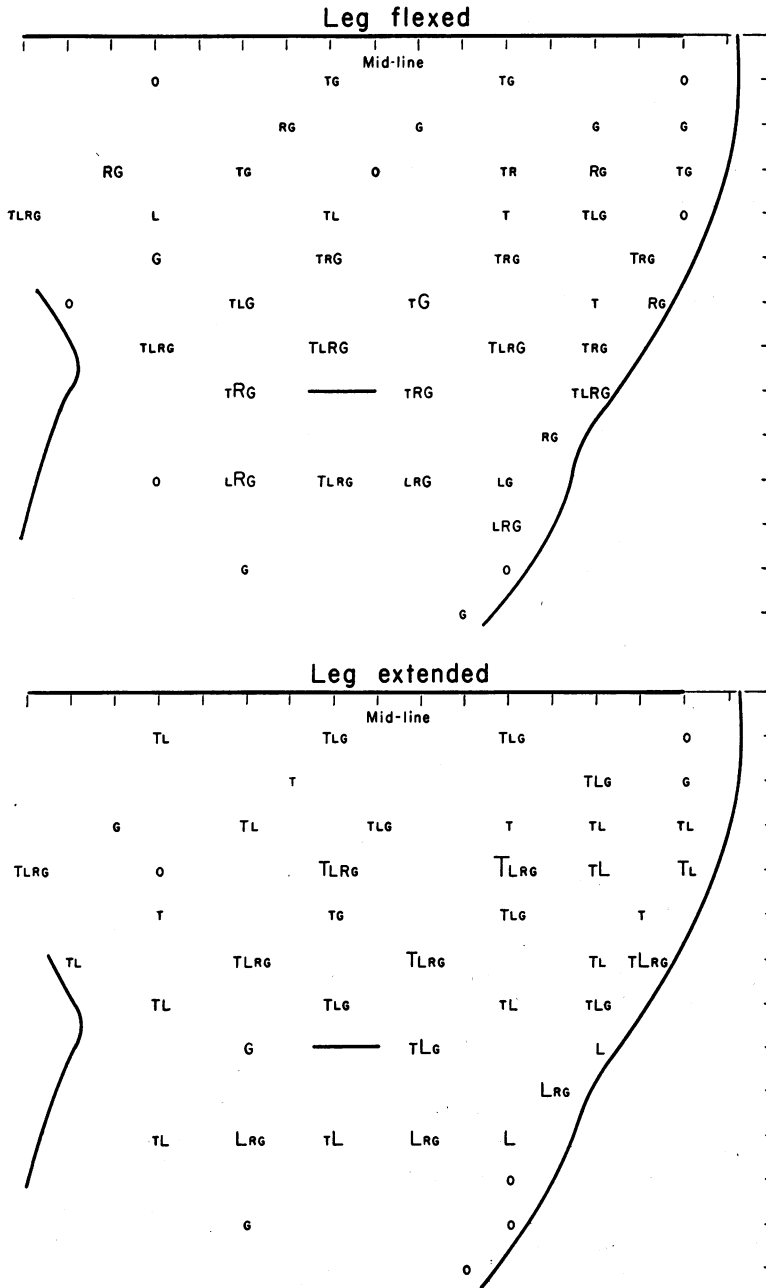 Leg flexed
Mid-line
O TG TG O
RG G G G
RG TG O TR RG TG
TLRG L TL T TLG O
G TRG TRG TRG
O TLG TG T RG
TLRG TLRG TLRG TRG
TRG TRG TLRG
RG
O LRG TLRG LRG LG
LRG
G O
G
Leg extended
Mid-line
TL TLG TLG O
T TLG G
G TL TLG T TL TL
TLRG O TLRG TLRG TL TL
T TG TLG T
TL TLRG TLRG TL TLRG
TL TLG TL TLG
G TLG L
LRG
TL LRG TL LRG L
O
G O
O